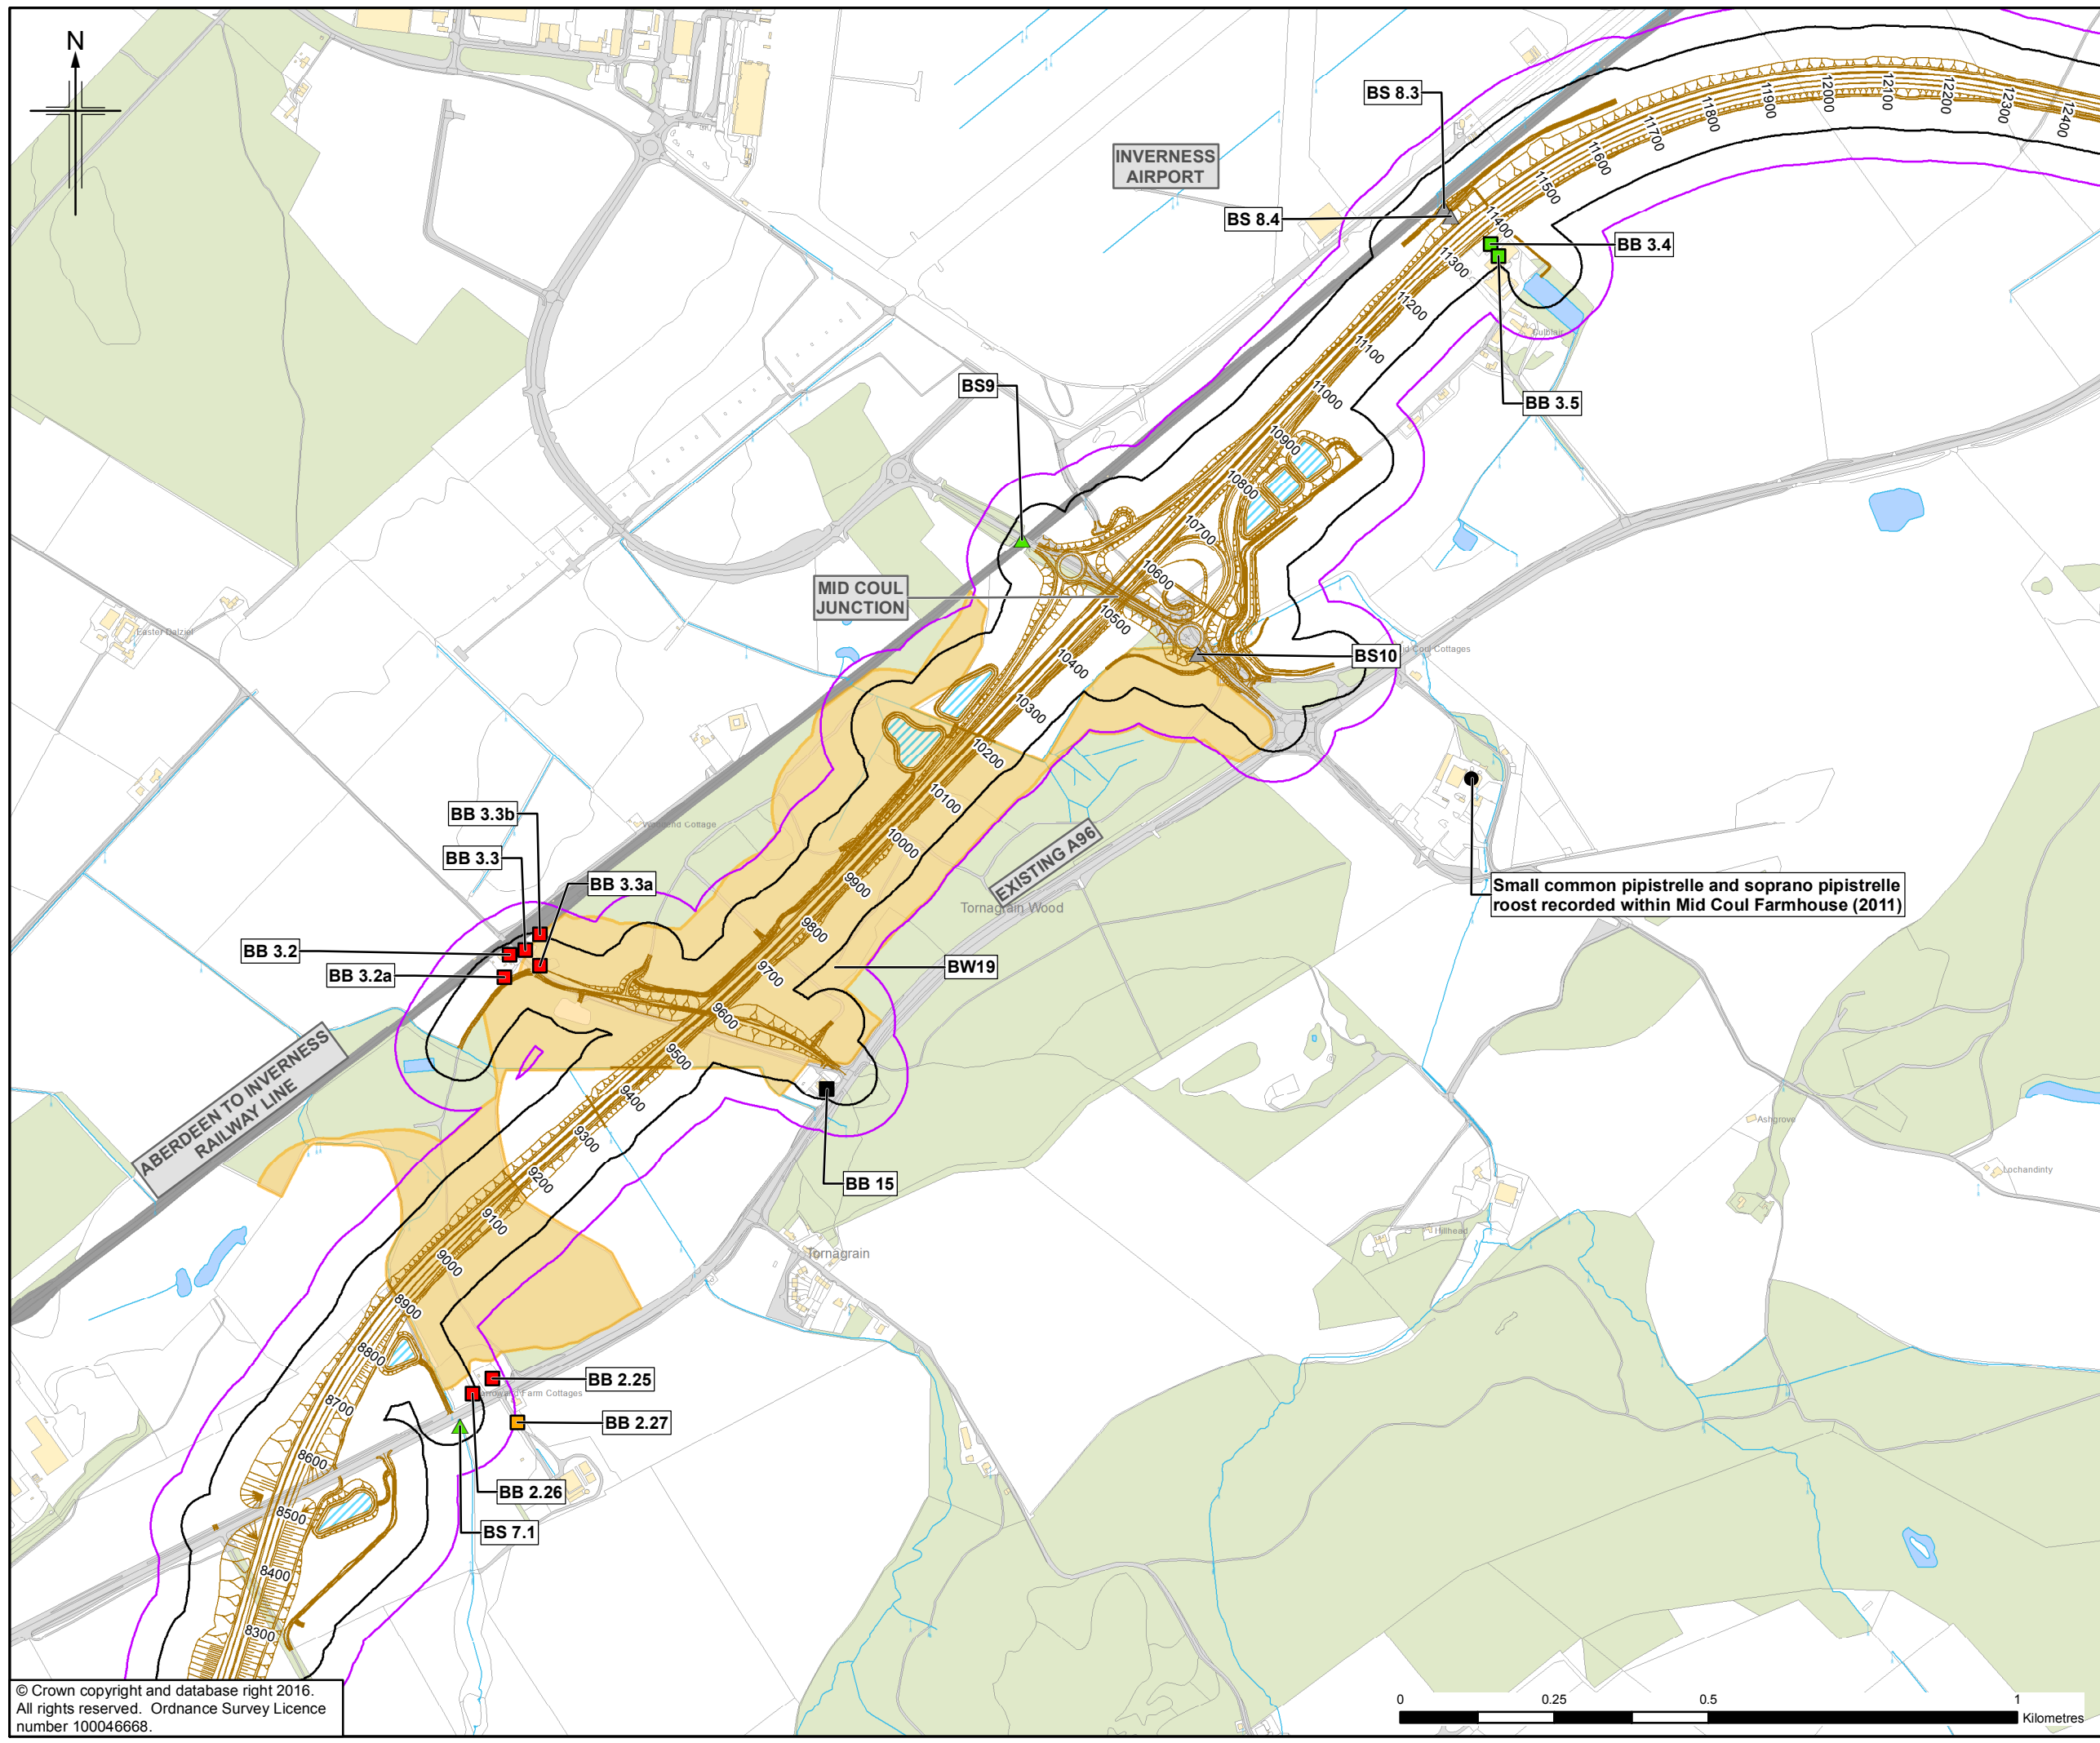 N
BS 8.3
INVERNESS
AIRPORT
BS 8.4
BB 3.4
BB 3.5
Culblair
BS9
MID COUL
JUNCTION
BS10
Easter Dalziel
Cottage
BB 3.3b
BB 3.3
BB 3.3a
BB 3.2
BB 3.2a
EXISTING A96
Tornagrain Wood
BW19
Small common pipistrelle and soprano pipistrelle
roost recorded within Mid Coul Farmhouse (2011)
ABERDEEN TO INVERNESS
RAILWAY LINE
BB 15
Ashgrove
Lochandinty
Hillhead
Tornagrain
BB 2.25
Farm Cottages
BB 2.27
BB 2.26
BS 7.1
Coul Cottages
12400
12300
12200
12100
12000
11900
11800
11700
11600
11500
11400
11300
11200
11100
11000
10900
10800
10700
10600
10500
10400
10300
10200
10100
10000
9900
9800
9700
9600
9500
9400
9300
9200
9100
9000
8900
8800
8700
8600
8500
8400
8300
© Crown copyright and database right 2016.
All rights reserved. Ordnance Survey Licence
number 100046668.
0 0.25 0.5 1
Kilometres